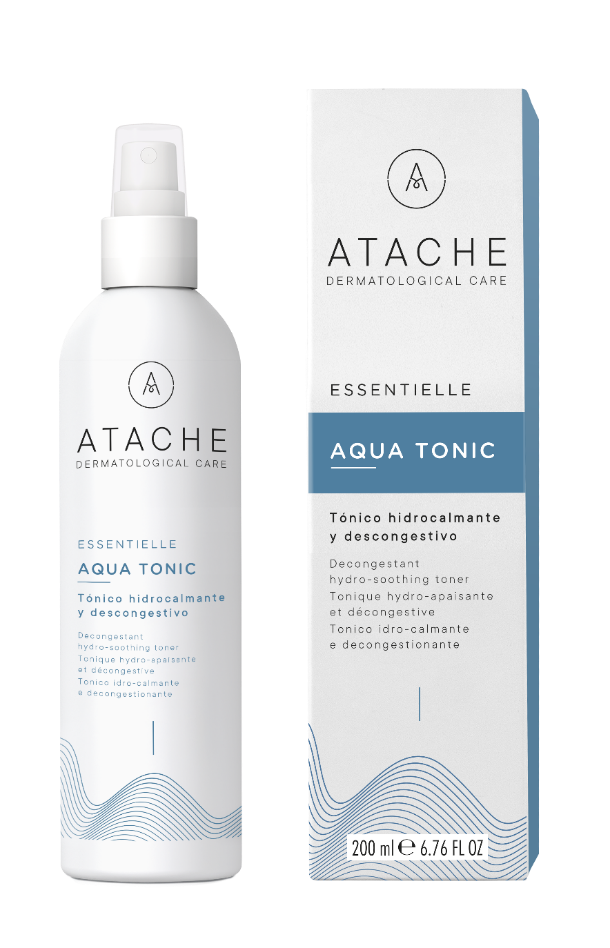 ATACHE
DERMATOLOGICAL CARE
ESSENTIELLE
AQUA TONIC
Tónico hidrocalmante
y descongestivo
Decongestant
hydro-soothing toner
Tonique hydro-apaisante
et décongestive
Tonico idro-calmante
e decongestionante
ATACHE
DERMATOLOGICAL CARE
ESSENTIELLE
AQUA TONIC
Tónico hidrocalmante
y descongestivo
Decongestant
hydro-soothing toner
Tonique hydro-apaisante
et décongestive
Tonico idro-calmante
e decongestionante
200 ml ℮ 6.76 FL OZ